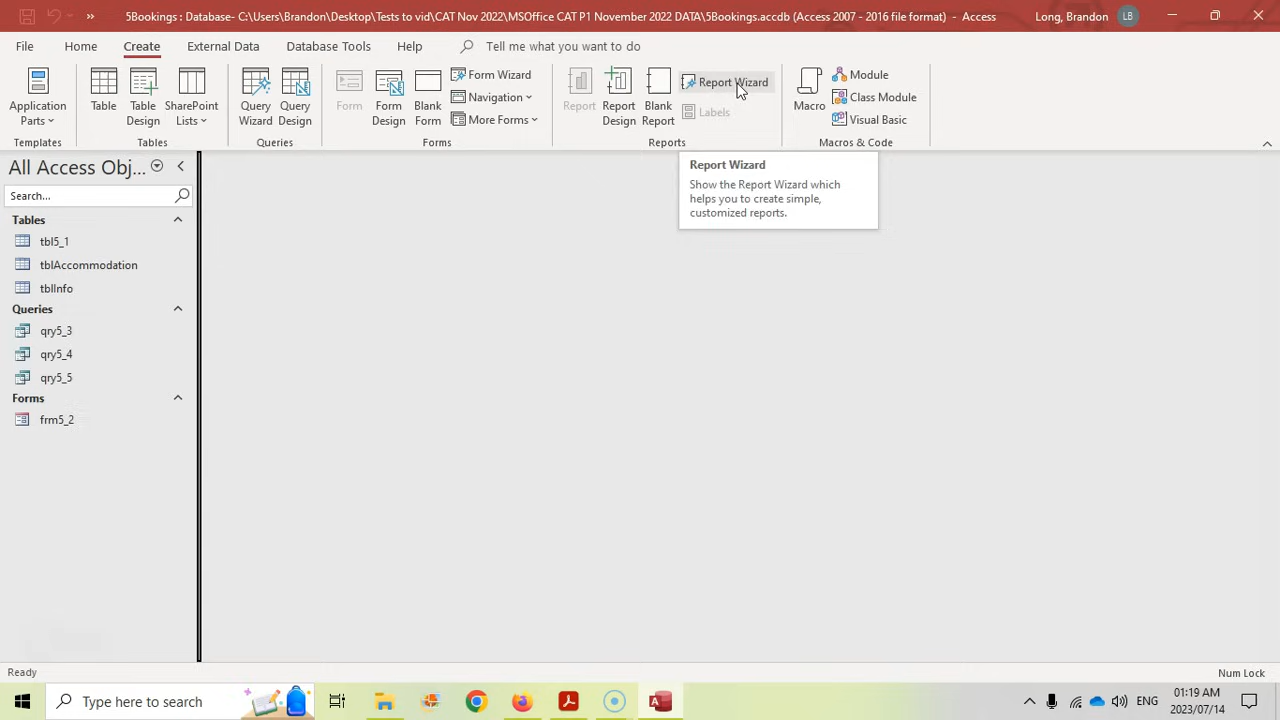 5Bookings : Database- C:\Users\Brandon\Desktop\Tests to vid\CAT Nov 2022\MSOffice CAT P1 November 2022 DATA\5Bookings.accdb (Access 2007 - 2016 file format) - Access
Long, Brandon LB
File Home Create External Data Database Tools Help Tell me what you want to do
Application Parts
Table
Table Design
SharePoint Lists
Query Wizard
Query Design
Form
Form Design
Blank Form
Form Wizard
Navigation
More Forms
Report
Report Design
Blank Report
Report Wizard
Labels
Macro
Module
Class Module
Visual Basic
Templates Tables Queries Forms Reports Macros & Code
All Access Obj...
Search...
Tables
tbl5_1
tblAccommodation
tblInfo
Queries
qry5_3
qry5_4
qry5_5
Forms
frm5_2
Report Wizard
Show the Report Wizard which
helps you to create simple,
customized reports.
Ready
Num Lock
Type here to search
ENG
01:19 AM
2023/07/14